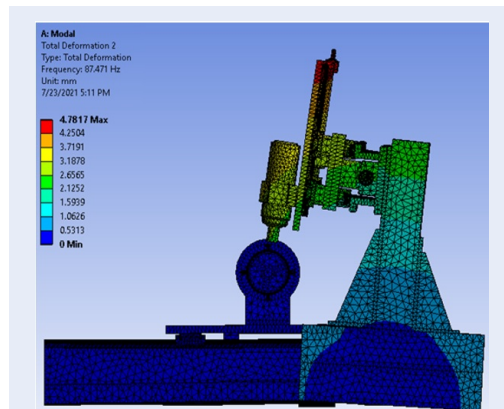 A: Modal
Total Deformation 2
Type: Total Deformation
Frequency: 87.471 Hz
Unit: mm
7/23/2021 5:11 PM
4.7817 Max
4.2504
3.7191
3.1878
2.6565
2.1252
1.5939
1.0626
0.5313
0 Min